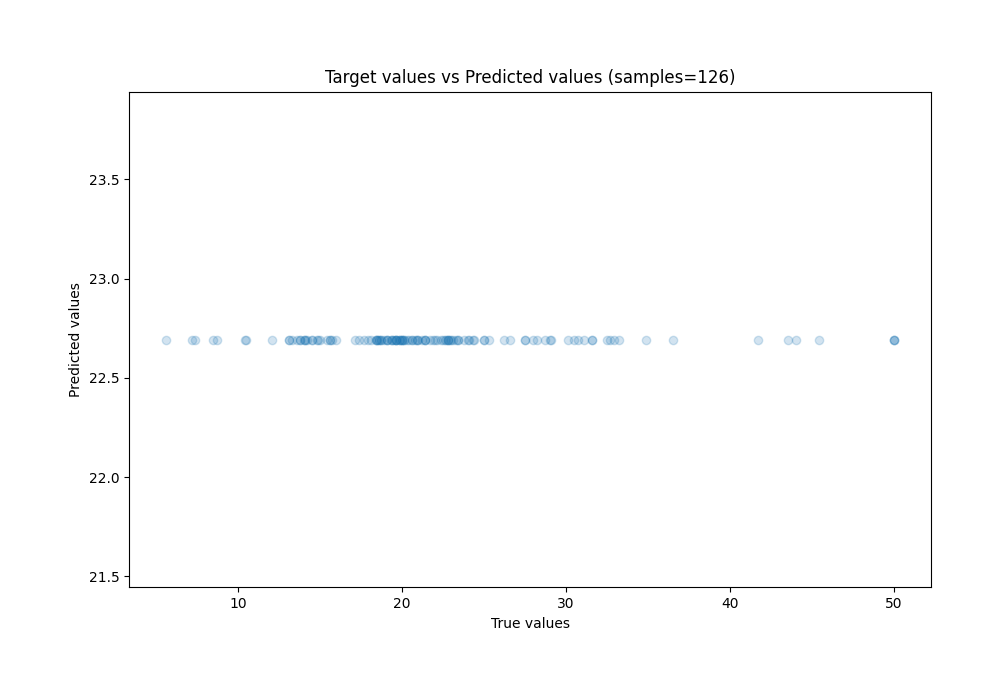 Target values vs Predicted values (samples=126)
Predicted values
23.5
23.0
22.5
22.0
21.5
10 20 30 40 50
True values